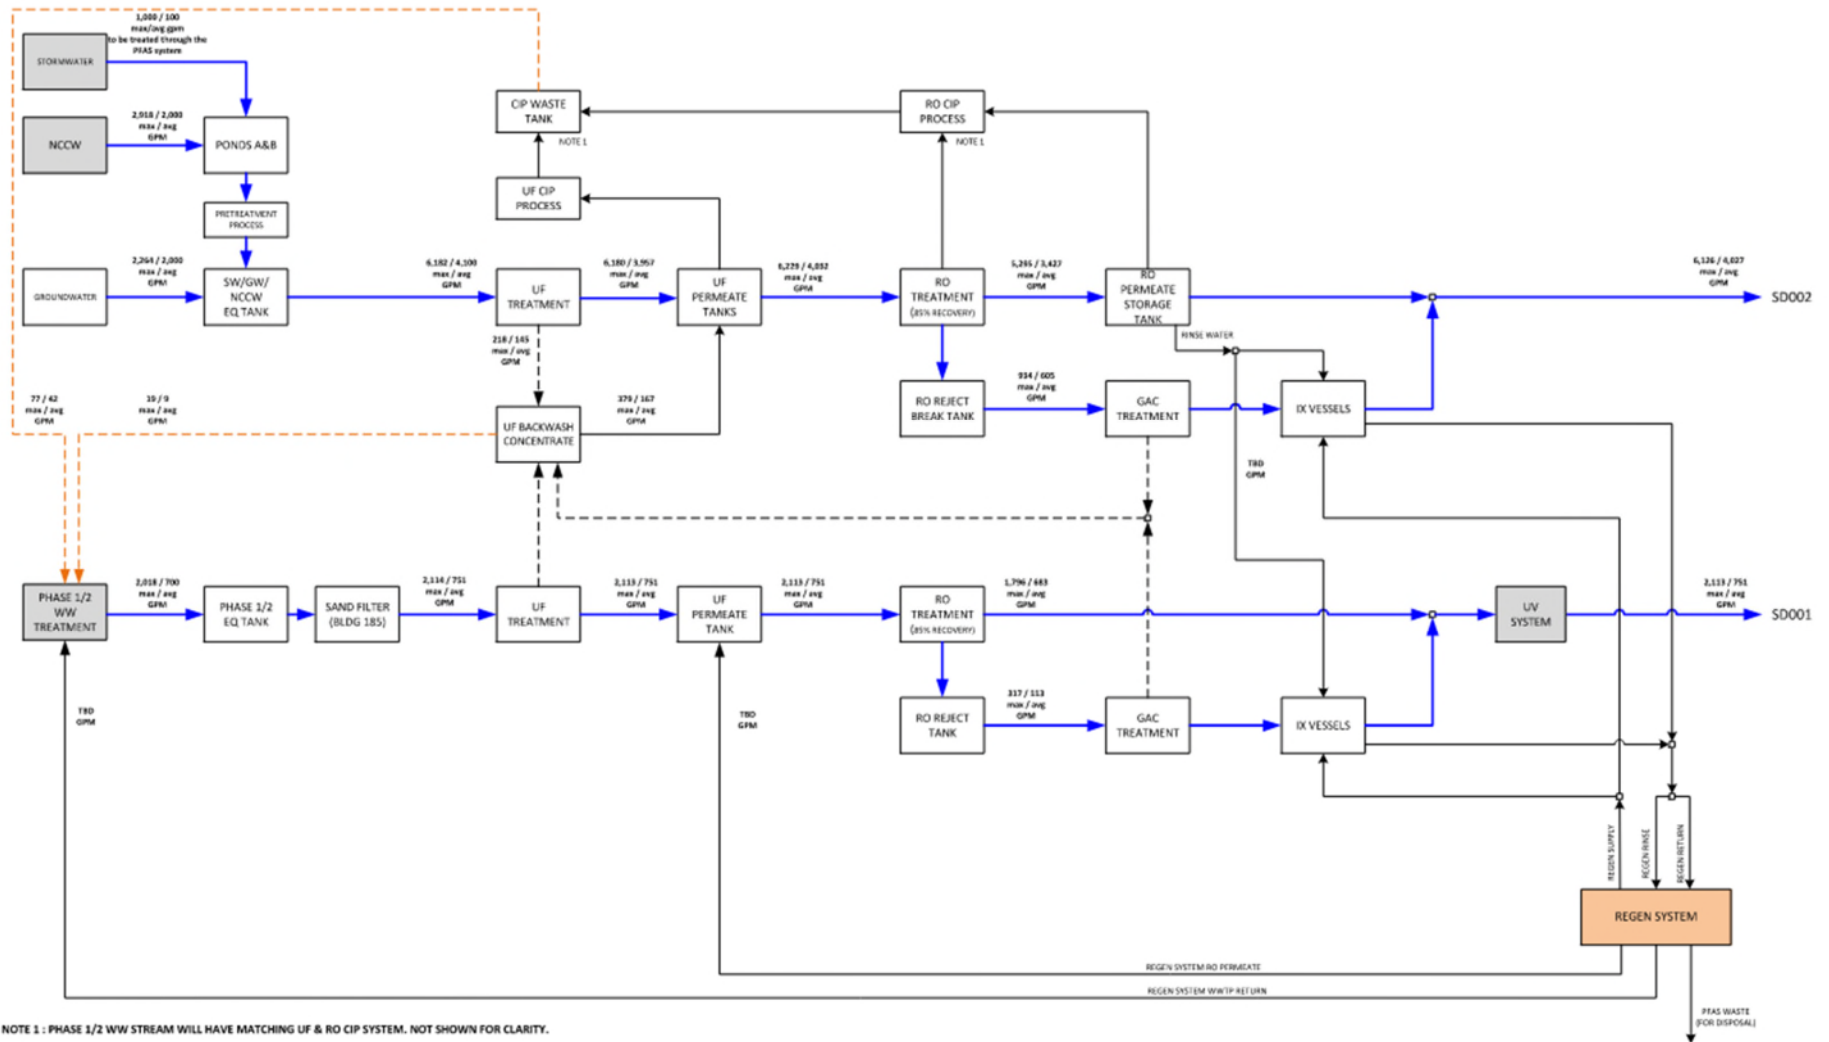 1,000 / 100
max/avg gpm
to be treated through the
PFAS system
STORMWATER
2,918 / 2,000
max / avg
GPM
NCCW
PONDS A&B
PRETREATMENT
PROCESS
2,264 / 2,000
max / avg
GPM
GROUNDWATER
SW/GW/
NCCW
EQ TANK
6,182 / 4,100
max / avg
GPM
CIP WASTE
TANK
NOTE 1
UF CIP
PROCESS
UF
TREATMENT
6,180 / 3,957
max / avg
GPM
UF
PERMEATE
TANKS
6,229 / 4,032
max / avg
GPM
RO CIP
PROCESS
NOTE 1
RO
TREATMENT
(85% RECOVERY)
5,295 / 3,427
max / avg
GPM
RO
PERMEATE
STORAGE
TANK
RINSE WATER
6,126 / 4,027
max / avg
GPM
SD002
218 / 145
max / avg
GPM
77 / 42
max / avg
GPM
19 / 9
max / avg
GPM
UF BACKWASH
CONCENTRATE
379 / 167
max / avg
GPM
RO REJECT
BREAK TANK
934 / 605
max / avg
GPM
GAC
TREATMENT
IX VESSELS
TBD
GPM
PHASE 1/2
WW
TREATMENT
2,018 / 700
max / avg
GPM
PHASE 1/2
EQ TANK
SAND FILTER
(BLDG 185)
2,114 / 751
max / avg
GPM
UF
TREATMENT
2,113 / 751
max / avg
GPM
UF
PERMEATE
TANK
2,113 / 751
max / avg
GPM
RO
TREATMENT
(85% RECOVERY)
1,796 / 683
max / avg
GPM
UV
SYSTEM
2,113 / 751
max / avg
GPM
SD001
TBD
GPM
TBD
GPM
RO REJECT
TANK
317 / 113
max / avg
GPM
GAC
TREATMENT
IX VESSELS
REGEN SUPPLY
REGEN RINSE
REGEN RETURN
REGEN SYSTEM
REGEN SYSTEM RO PERMEATE
REGEN SYSTEM WWTP RETURN
PFAS WASTE
(FOR DISPOSAL)
NOTE 1 : PHASE 1/2 WW STREAM WILL HAVE MATCHING UF & RO CIP SYSTEM. NOT SHOWN FOR CLARITY.